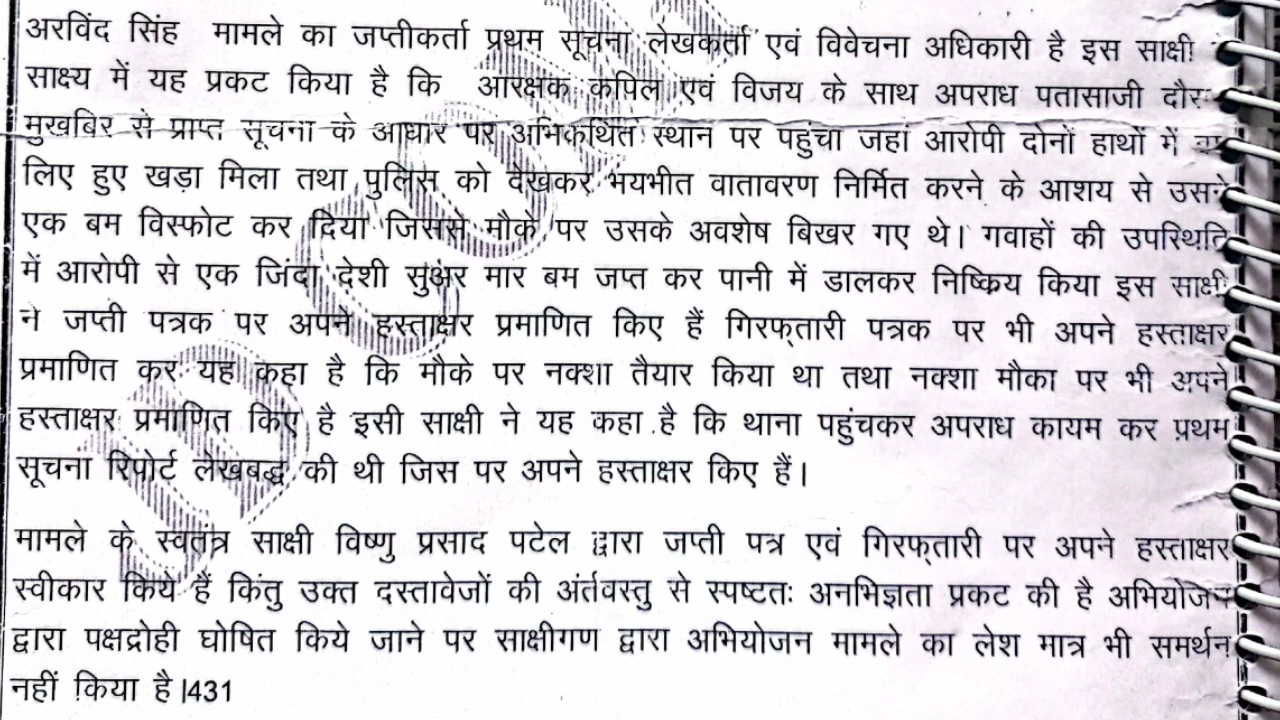 अरविंद सिंह मामले का जप्तीकर्ता प्रथम सूचना लेखकर्ता एवं विवेचना अधिकारी है इस साक्षी
साक्ष्य में यह प्रकट किया है कि आरक्षक कपिल एवं विजय के साथ अपराध पतासाजी
मुखबिर से प्राप्त सूचना के आधार पर अभिकथित स्थान पर पहुंचा जहां आरोपी दोनों हाथों में
लिए हुए खड़ा मिला तथा पुलिस को देखकर भयभीत वातावरण निर्मित करने के आशय से उसने
एक बम विस्फोट कर दिया जिससे मौके पर उसके अवशेष बिखर गए थे। गवाहों की उपस्थिति
में आरोपी से एक जिंदा देशी सुअंर मार बम जप्त कर पानी में डालकर निष्क्रिय किया इस साक्षी
ने जप्ती पत्रक पर अपने हस्ताक्षर प्रमाणित किए हैं गिरफ्तारी पत्रक पर भी अपने हस्ताक्षर
प्रमाणित कर यह कहा है कि मौके पर नक्शा तैयार किया था तथा नक्शा मौका पर भी अपने
हस्ताक्षर प्रमाणित किए है इसी साक्षी ने यह कहा है कि थाना पहुंचकर अपराध कायम कर प्रथम
सूचना रिपोर्ट लेखबद्ध की थी जिस पर अपने हस्ताक्षर किए हैं।
मामले के स्वतंत्र साक्षी विष्णु प्रसाद पटेल द्वारा जप्ती पत्र एवं गिरफ्तारी पर अपने हस्ताक्षर
स्वीकार किये हैं किंतु उक्त दस्तावेजों की अंर्तवस्तु से स्पष्टतः अनभिज्ञता प्रकट की है अभियोजन
द्वारा पक्षद्रोही घोषित किये जाने पर साक्षीगण द्वारा अभियोजन मामले का लेश मात्र भी समर्थन
नहीं किया है |431